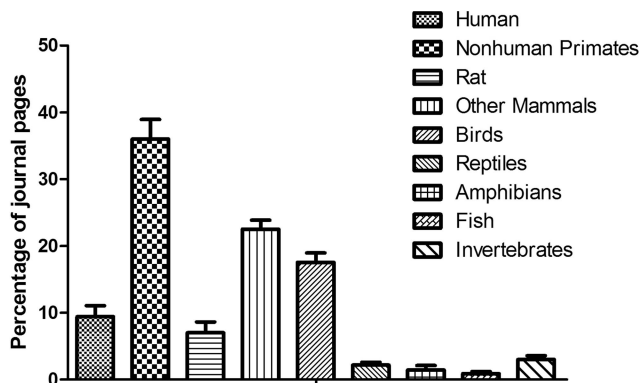 Human
Nonhuman Primates
Rat
Other Mammals
Birds
Reptiles
Amphibians
Fish
Invertebrates
Percentage of journal pages
50
40
30
20
10
0